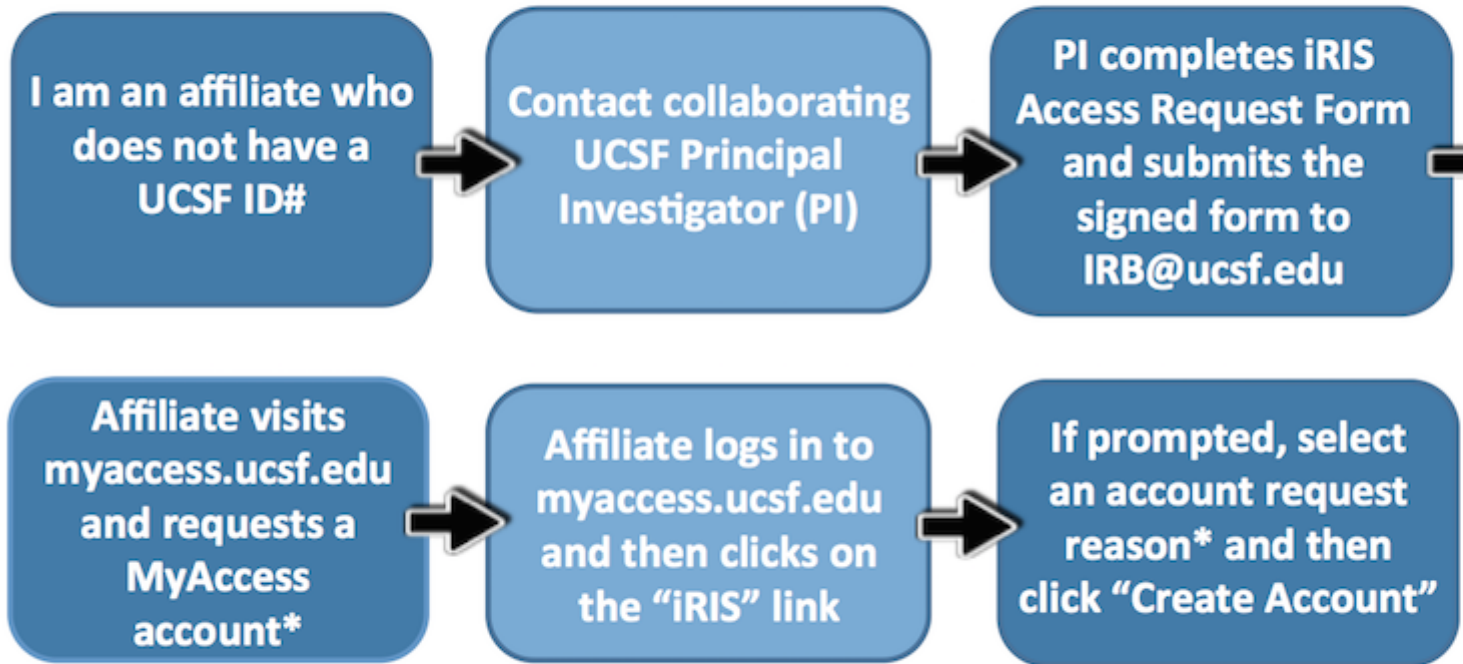 I am an affiliate who
does not have a
UCSF ID#
Contact collaborating
UCSF Principal
Investigator (PI)
PI completes iRIS
Access Request Form
and submits the
signed form to
IRB@ucsf.edu
Affiliate visits
myaccess.ucsf.edu
and requests a
MyAccess
account*
Affiliate logs in to
myaccess.ucsf.edu
and then clicks on
the “iRIS” link
If prompted, select
an account request
reason* and then
click “Create Account”